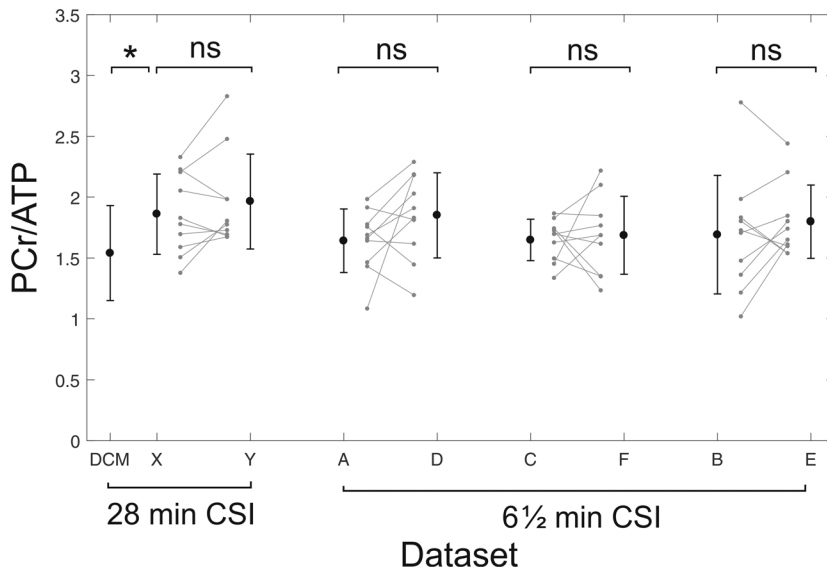 3.5
3
2.5
2
1.5
1
0.5
0
PCr/ATP
* ns ns ns ns
DCM X Y A D C F B E
28 min CSI 6½ min CSI
Dataset